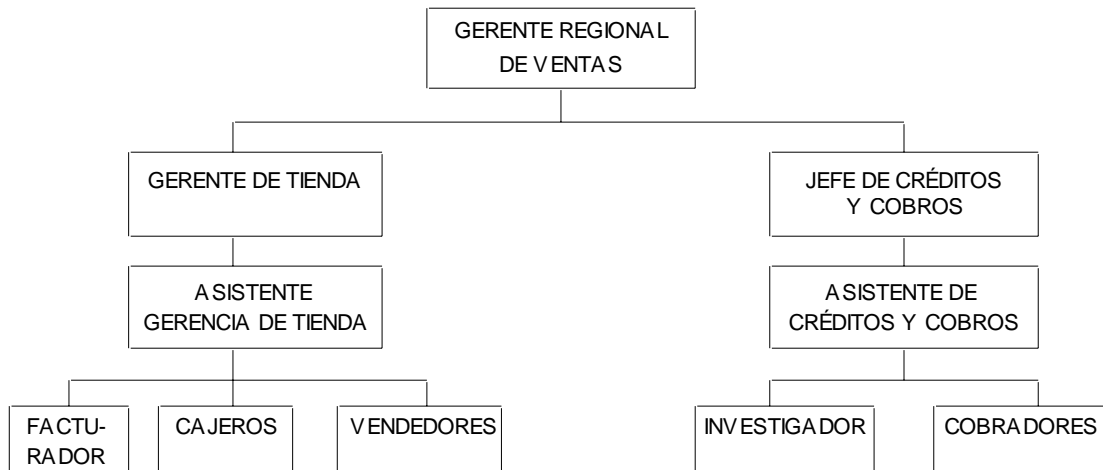 GERENTE REGIONAL
DE VENTAS
GERENTE DE TIENDA
JEFE DE CRÉDITOS
Y COBROS
ASISTENTE
GERENCIA DE TIENDA
ASISTENTE DE
CRÉDITOS Y COBROS
FACTU-
RADOR
CAJEROS
VENDEDORES
INVESTIGADOR
COBRADORES